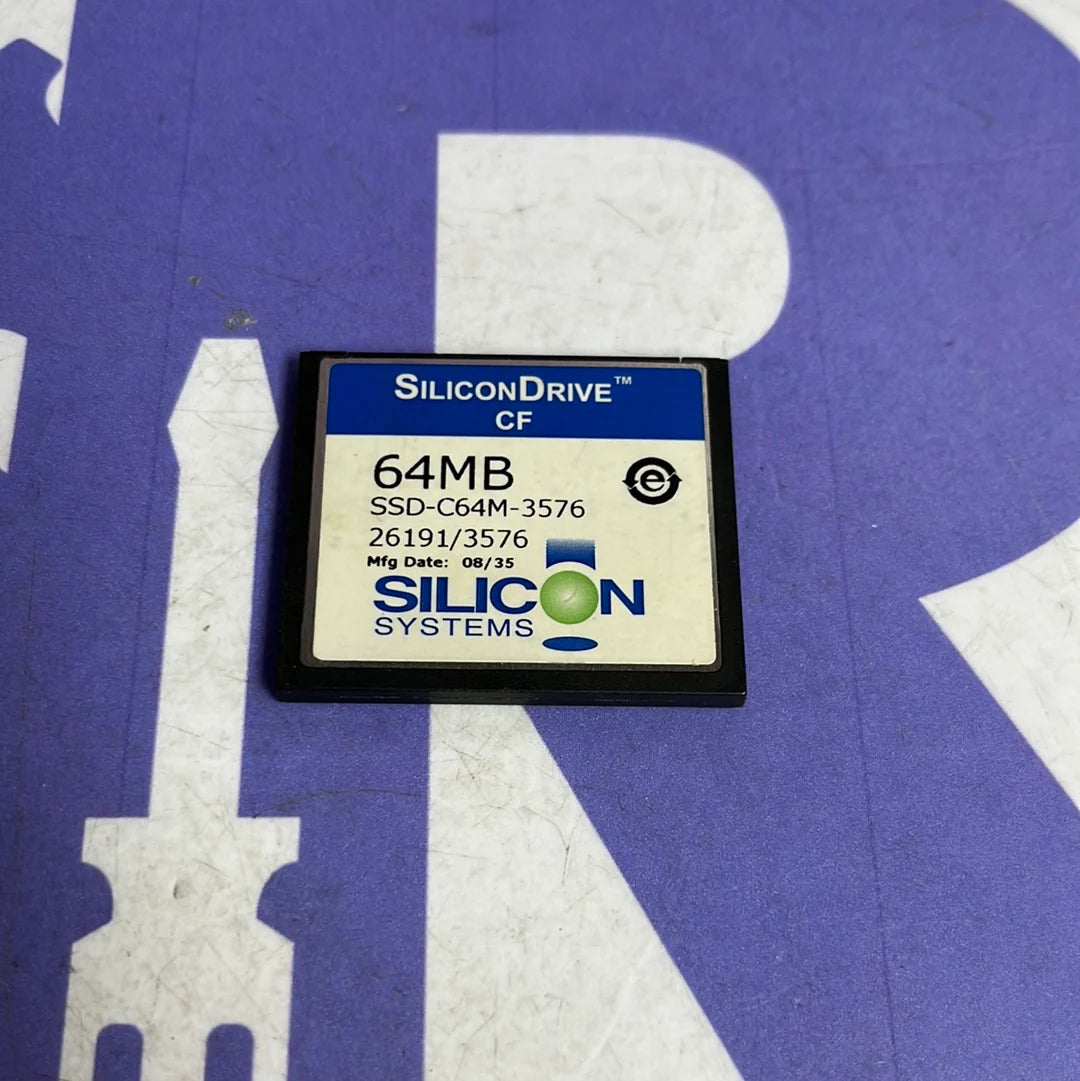 SILICONDRIVE™
CF
64MB
e
SSD-C64M-3576
26191/3576
Mfg Date: 08/35
SILICON
SYSTEMS
R